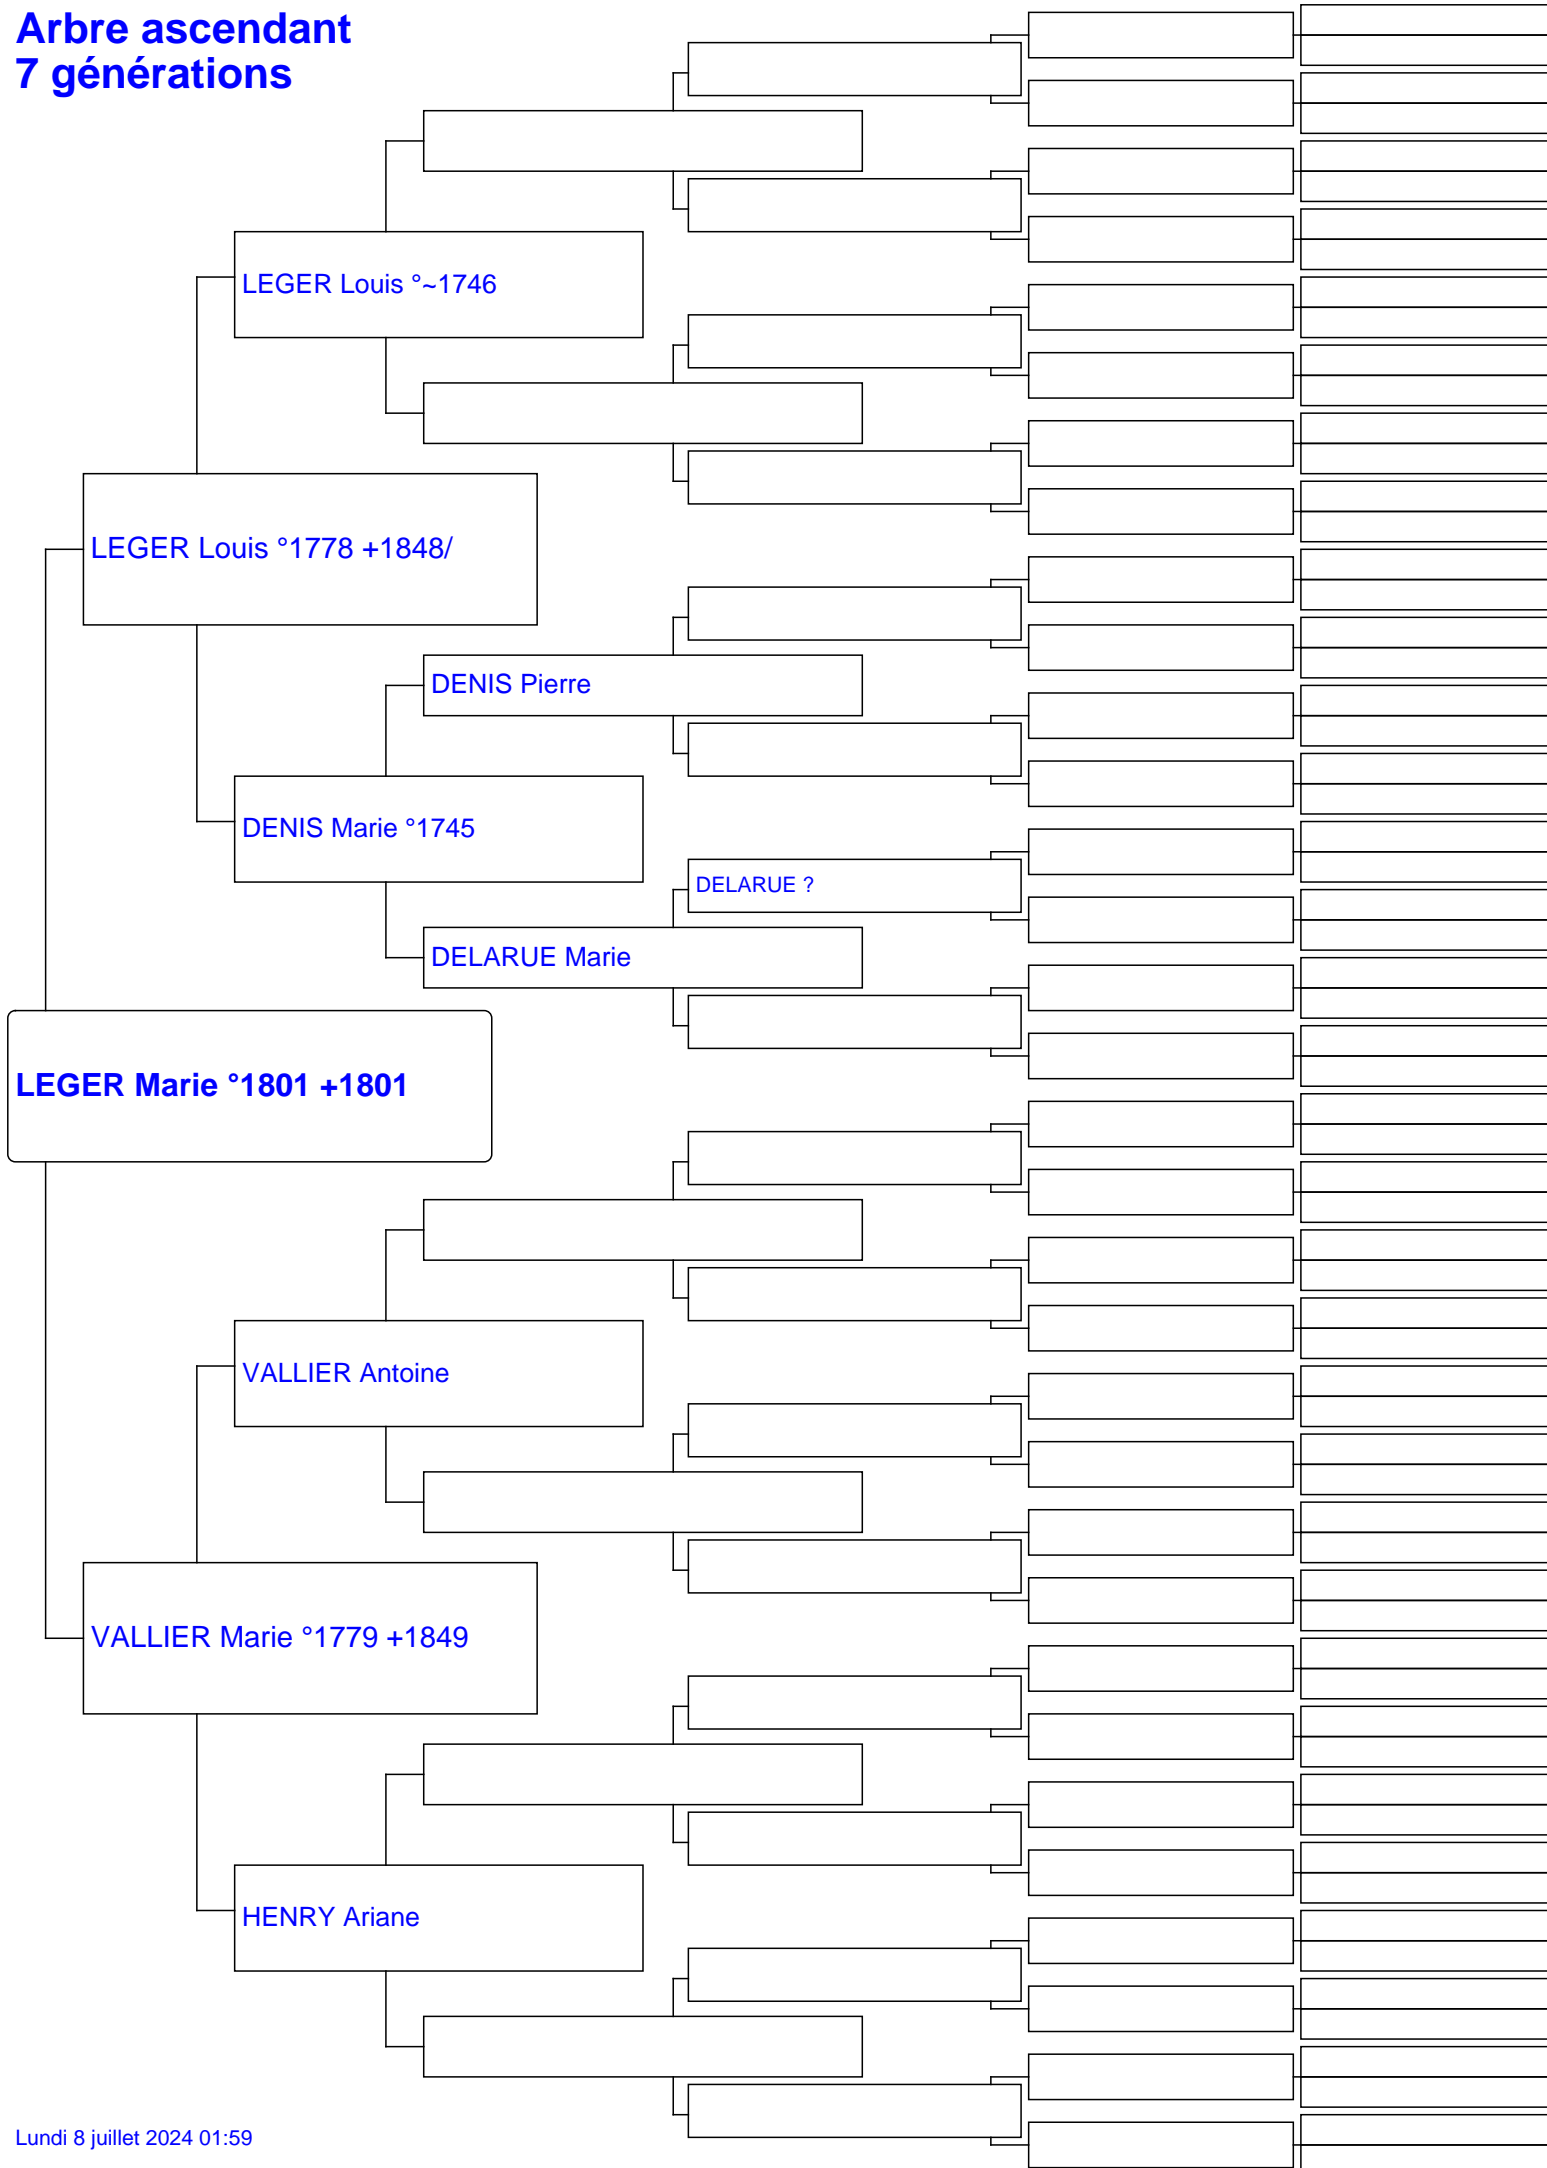 Arbre ascendant
7 générations
LEGER Louis °~1746
LEGER Louis °1778 +1848/
DENIS Pierre
DENIS Marie °1745
DELARUE ?
DELARUE Marie
LEGER Marie °1801 +1801
VALLIER Antoine
VALLIER Marie °1779 +1849
HENRY Ariane
Lundi 8 juillet 2024 01:59